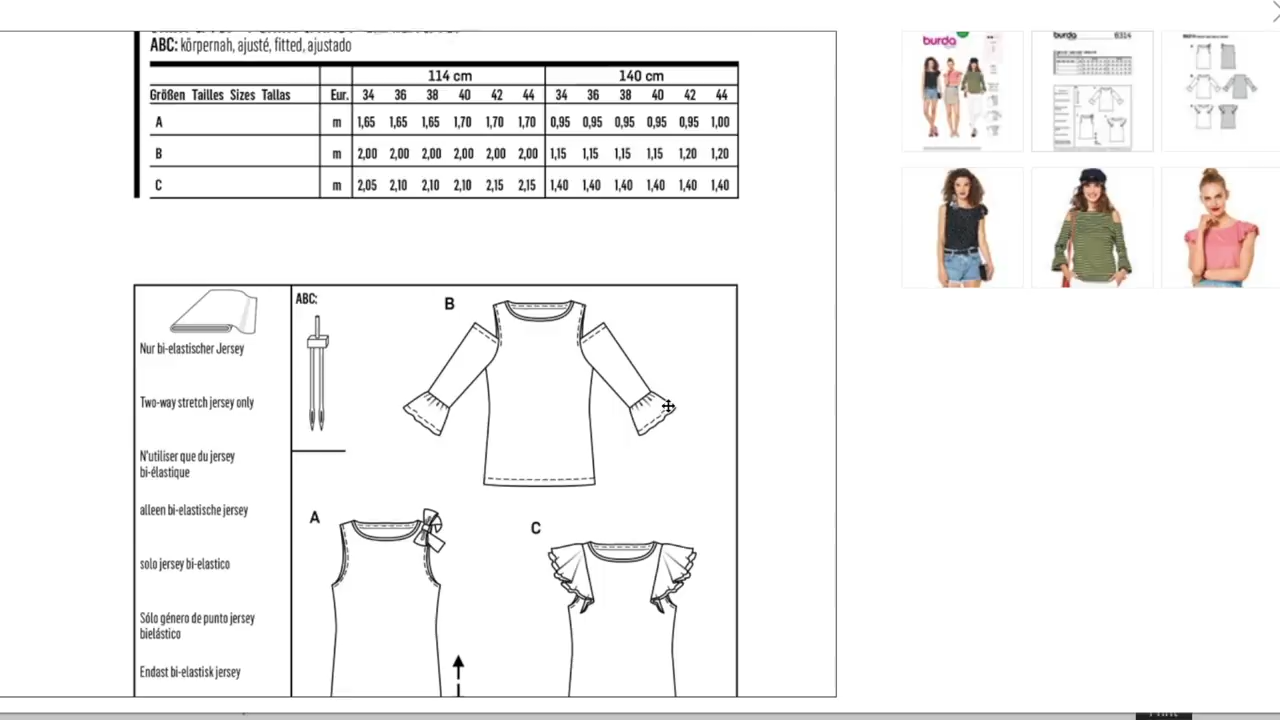 ABC: körpernah, ajusté, fitted, ajustado
114 cm 140 cm
Größen Tailles Sizes Tallas Eur. 34 36 38 40 42 44 34 36 38 40 42 44
A m 1,65 1,65 1,65 1,70 1,70 1,70 0,95 0,95 0,95 0,95 0,95 1,00
B m 2,00 2,00 2,00 2,00 2,00 2,00 1,15 1,15 1,15 1,15 1,20 1,20
C m 2,05 2,10 2,10 2,10 2,15 2,15 1,40 1,40 1,40 1,40 1,40 1,40
ABC:
B
Nur bi-elastischer Jersey
Two-way stretch jersey only
N'utiliser que du jersey
bi-élastique
alleen bi-elastische jersey
solo jersey bi-elastico
Sólo género de punto jersey
bielástico
Endast bi-elastisk jersey
A
C
burda
burda 6314